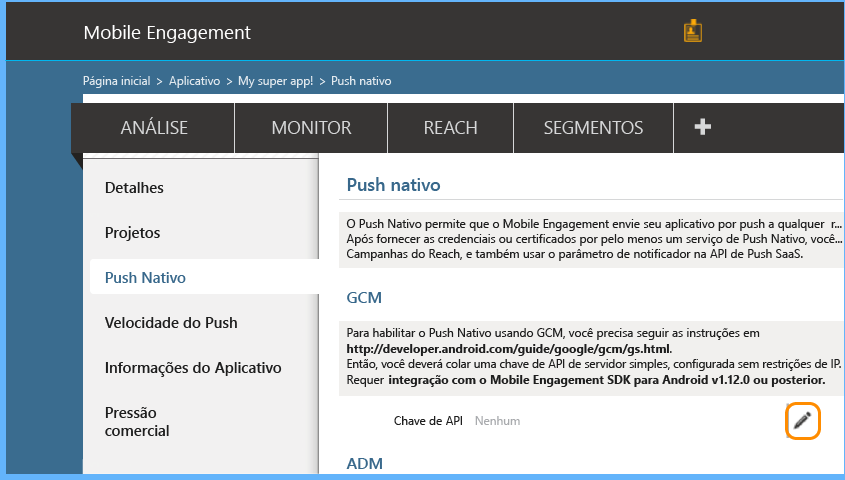 Mobile Engagement
Página inicial > Aplicativo > My super app! > Push nativo
ANÁLISE MONITOR REACH SEGMENTOS
Detalhes
Projetos
Push Nativo
Velocidade do Push
Informações do Aplicativo
Pressão
comercial
Push nativo
O Push Nativo permite que o Mobile Engagement envie seu aplicativo por push a qualquer r...
Após fornecer as credenciais ou certificados por pelo menos um serviço de Push Nativo, você...
Campanhas do Reach, e também usar o parâmetro de notificador na API de Push SaaS.
GCM
Para habilitar o Push Nativo usando GCM, você precisa seguir as instruções em
http://developer.android.com/guide/google/gcm/gs.html.
Então, você deverá colar uma chave de API de servidor simples, configurada sem restrições de IP.
Requer integração com o Mobile Engagement SDK para Android v1.12.0 ou posterior.
Chave de API Nenhum
ADM